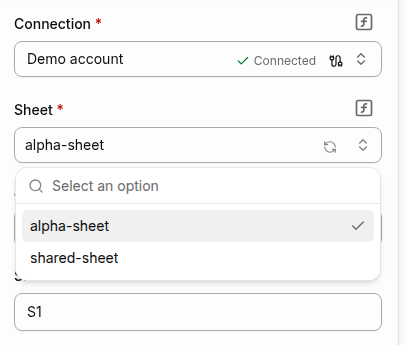 Connection *
Demo account
Connected
Sheet *
alpha-sheet
Select an option
alpha-sheet
shared-sheet
S1